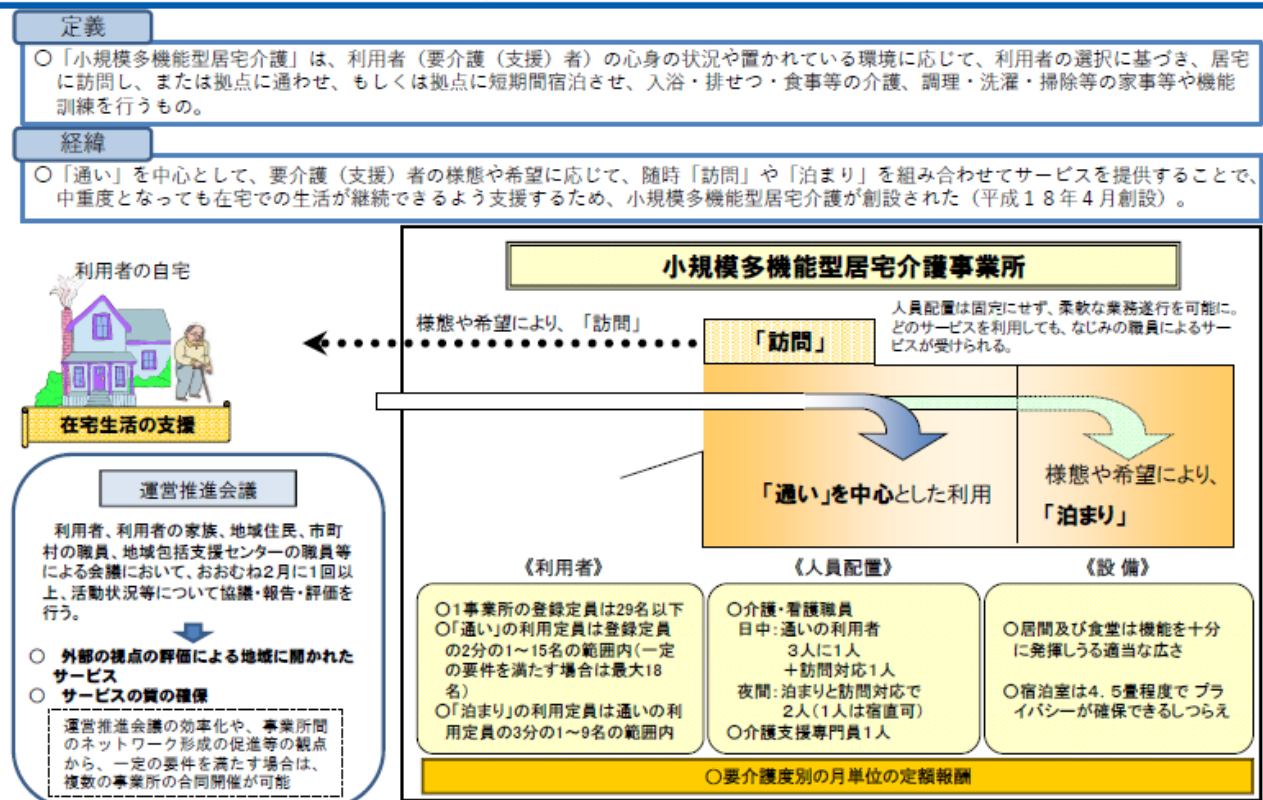 定義
○「小規模多機能型居宅介護」は、利用者（要介護（支援）者）の心身の状況や置かれている環境に応じて、利用者の選択に基づき、居宅
に訪問し、または拠点に通わせ、もしくは拠点に短期間宿泊させ、入浴・排せつ・食事等の介護、調理・洗濯・掃除等の家事等や機能
訓練を行うもの。
経緯
○「通い」を中心として、要介護（支援）者の様態や希望に応じて、随時「訪問」や「泊まり」を組み合わせてサービスを提供することで、
中重度となっても在宅での生活が継続できるよう支援するため、小規模多機能型居宅介護が創設された（平成１８年４月創設）。
利用者の自宅
在宅生活の支援
小規模多機能型居宅介護事業所
様態や希望により、「訪問」
「訪問」
人員配置は固定にせず、柔軟な業務遂行を可能に。
どのサービスを利用しても、なじみの職員によるサー
ビスが受けられる。
「通い」を中心とした利用
様態や希望により、
「泊まり」
運営推進会議
利用者、利用者の家族、地域住民、市町
村の職員、地域包括支援センターの職員等
による会議において、おおむね２月に１回以
上、活動状況等について協議・報告・評価を
行う。
○ 外部の視点の評価による地域に開かれた
サービス
○ サービスの質の確保
運営推進会議の効率化や、事業所間
のネットワーク形成の促進等の観点
から、一定の要件を満たす場合は、
複数の事業所の合同開催が可能
《利用者》
○１事業所の登録定員は29名以下
○「通い」の利用定員は登録定員
の2分の1～15名の範囲内（一定
の要件を満たす場合は最大18
名）
○「泊まり」の利用定員は通いの利
用定員の3分の1～9名の範囲内
《人員配置》
○介護・看護職員
日中：通いの利用者
３人に１人
＋訪問対応１人
夜間：泊まりと訪問対応で
２人（１人は宿直可）
○介護支援専門員１人
《設 備》
○居間及び食堂は機能を十分
に発揮しうる適当な広さ
○宿泊室は４．５畳程度で プラ
イバシーが確保できるしつらえ
○要介護度別の月単位の定額報酬